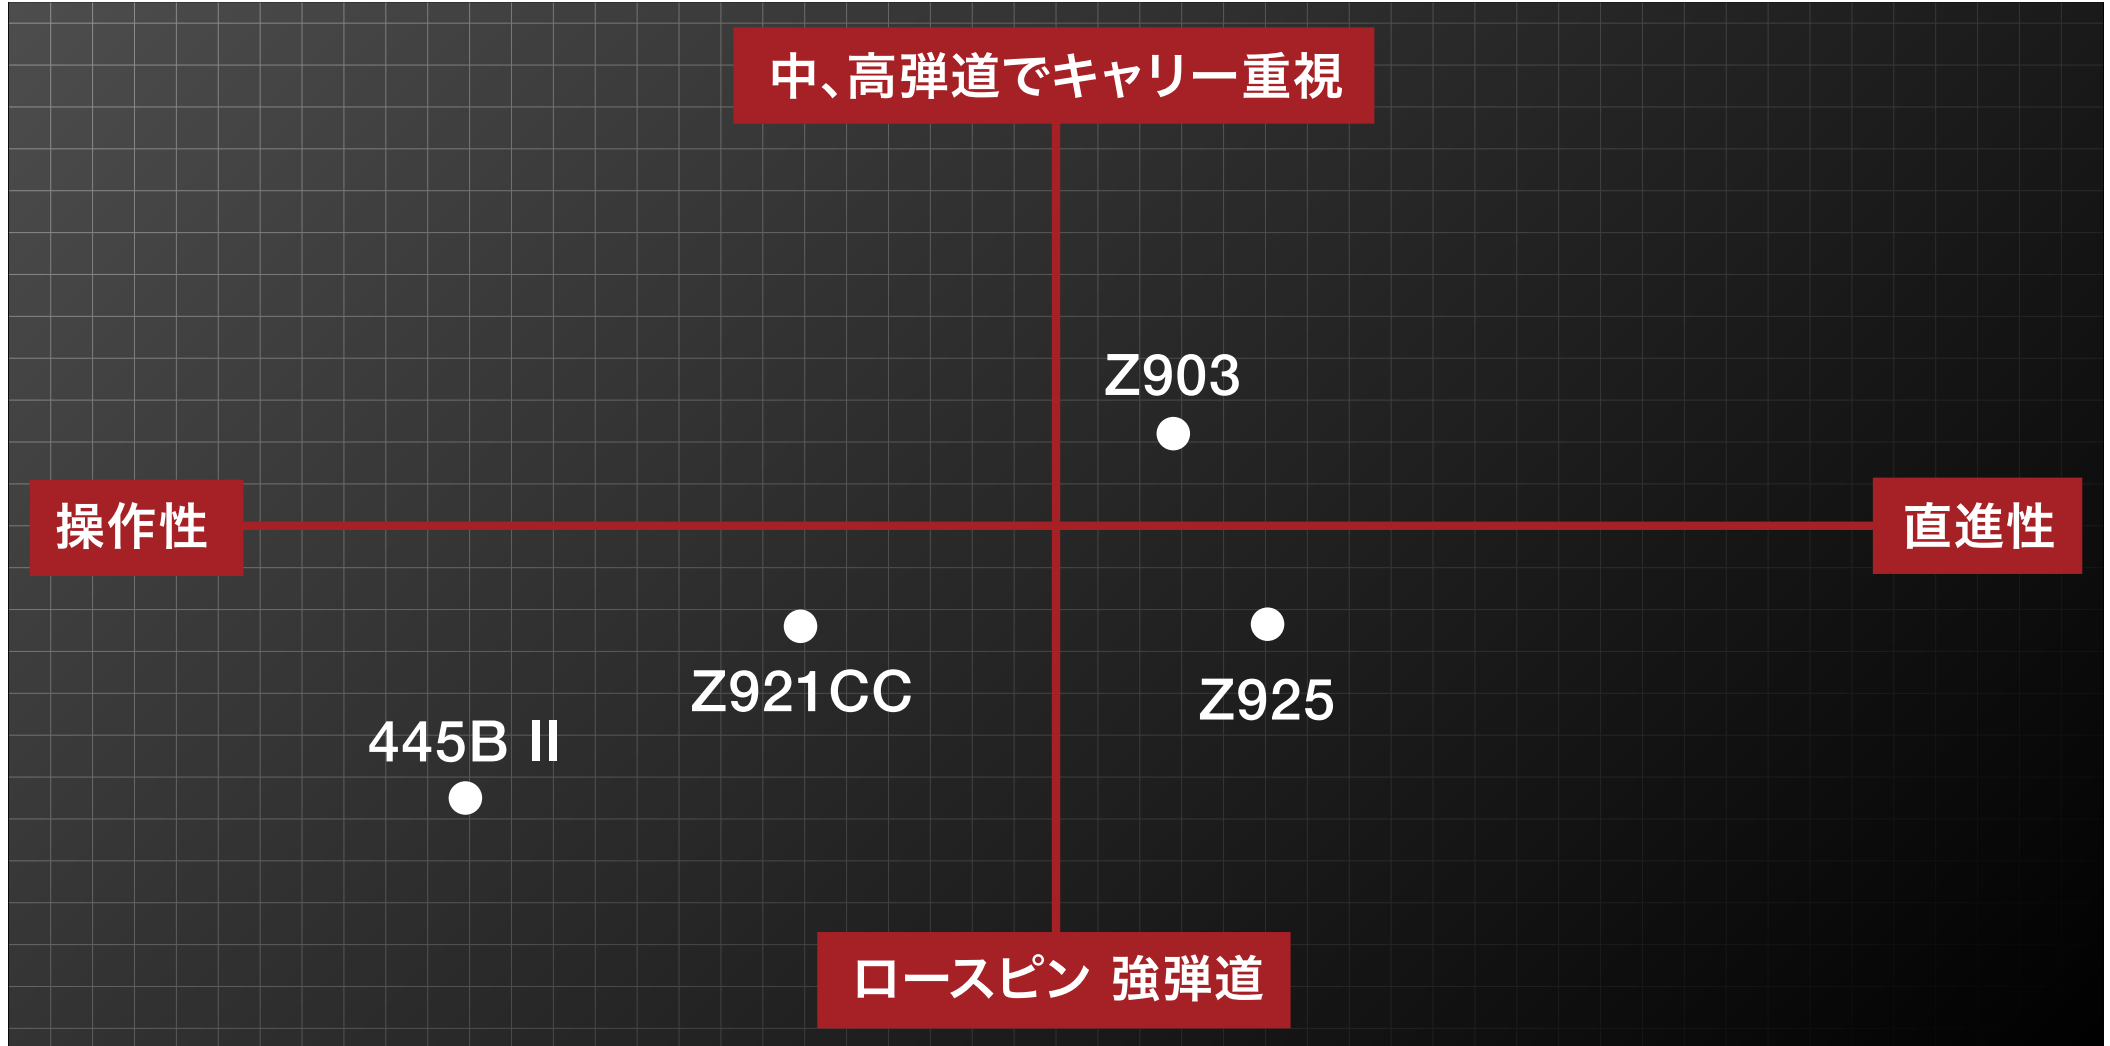 中、高弾道でキャリー重視
Z903
操作性
直進性
Z921CC
Z925
445B II
ロースピン 強弾道